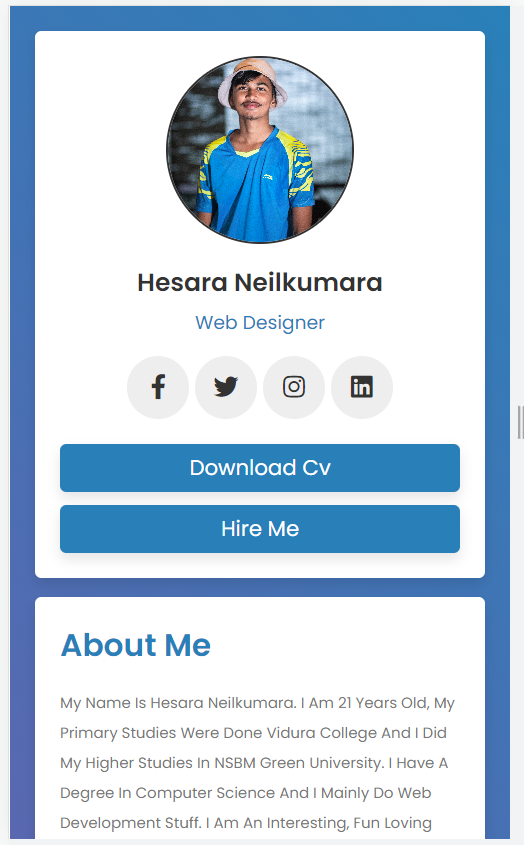 Hesara Neilkumara
Web Designer
Download Cv
Hire Me
About Me
My Name Is Hesara Neilkumara. I Am 21 Years Old, My
Primary Studies Were Done Vidura College And I Did
My Higher Studies In NSBM Green University. I Have A
Degree In Computer Science And I Mainly Do Web
Development Stuff. I Am An Interesting, Fun Loving